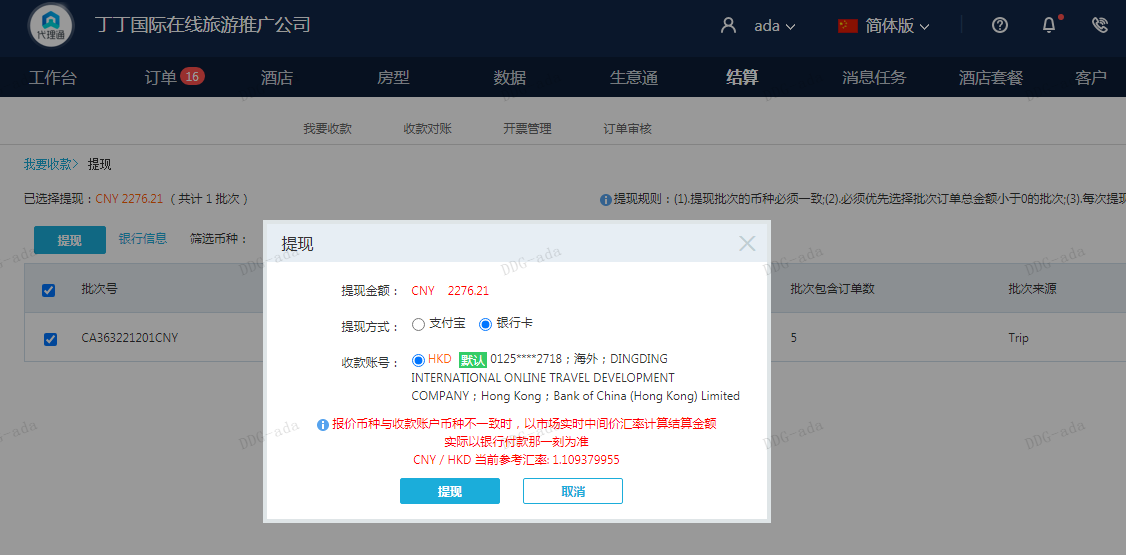 代理通
丁丁国际在线旅游推广公司
ada
简体版
工作台
订单 16
酒店
房型
数据
生意通
结算
消息任务
酒店套餐
客户
我要收款
收款对账
开票管理
订单审核
我要收款> 提现
已选择提现：CNY 2276.21 （ 共计 1 批次 ）
提现规则：(1).提现批次的币种必须一致;(2).必须优先选择批次订单总金额小于0的批次;(3).每次提现
提现
银行信息
筛选币种：
批次号
批次包含订单数
批次来源
CA363221201CNY
5
Trip
提现
提现金额： CNY 2276.21
提现方式： 支付宝 银行卡
收款账号： HKD 默认 0125****2718；海外；DINGDING
INTERNATIONAL ONLINE TRAVEL DEVELOPMENT
COMPANY；Hong Kong；Bank of China (Hong Kong) Limited
报价币种与收款账户币种不一致时，以市场实时中间价汇率计算结算金额
实际以银行付款那一刻为准
CNY / HKD 当前参考汇率: 1.109379955
提现
取消
DDG-ada
DDG-ada
DDG-ada
DDG-ada
DDG-ada
DDG-ada